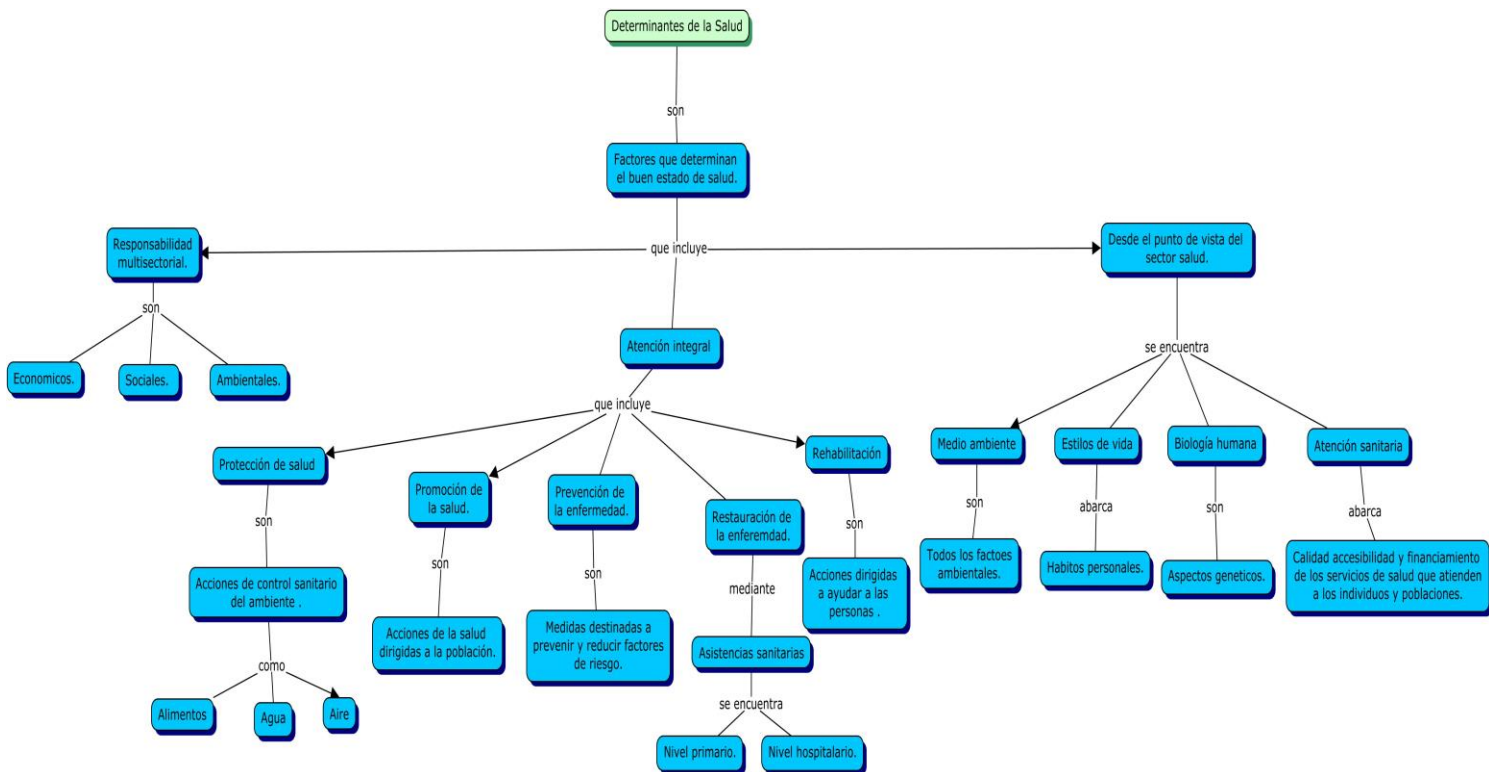 Determinantes de la Salud
son
Factores que determinan
el buen estado de salud.
que incluye
Responsabilidad
multisectorial.
son
Economicos.
Sociales.
Ambientales.
Atención integral
que incluye
Protección de salud
son
Acciones de control sanitario
del ambiente .
como
Alimentos
Agua
Aire
Promoción de
la salud.
son
Acciones de la salud
dirigidas a la población.
Prevención de
la enfermedad.
son
Medidas destinadas a
prevenir y reducir factores
de riesgo.
Restauración de
la enferemdad.
mediante
Asistencias sanitarias
se encuentra
Nivel primario.
Nivel hospitalario.
Rehabilitación
son
Acciones dirigidas
a ayudar a las
personas .
Desde el punto de vista del
sector salud.
se encuentra
Medio ambiente
son
Todos los factoes
ambientales.
Estilos de vida
abarca
Habitos personales.
Biología humana
son
Aspectos geneticos.
Atención sanitaria
abarca
Calidad accesibilidad y financiamiento
de los servicios de salud que atienden
a los individuos y poblaciones.